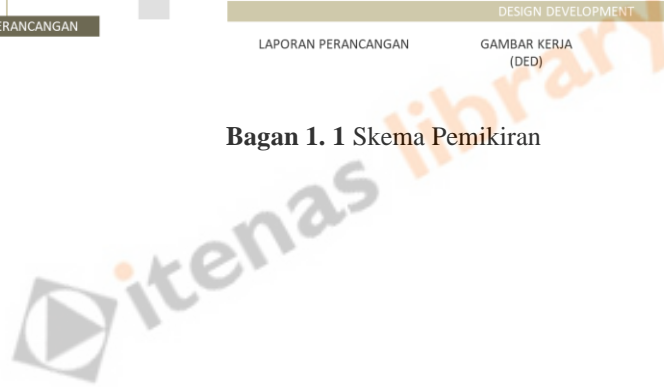 DESIGN DEVELOPMENT
ERANCANGAN
LAPORAN PERANCANGAN GAMBAR KERJA
(DED)
Bagan 1. 1 Skema Pemikiran
itenas library